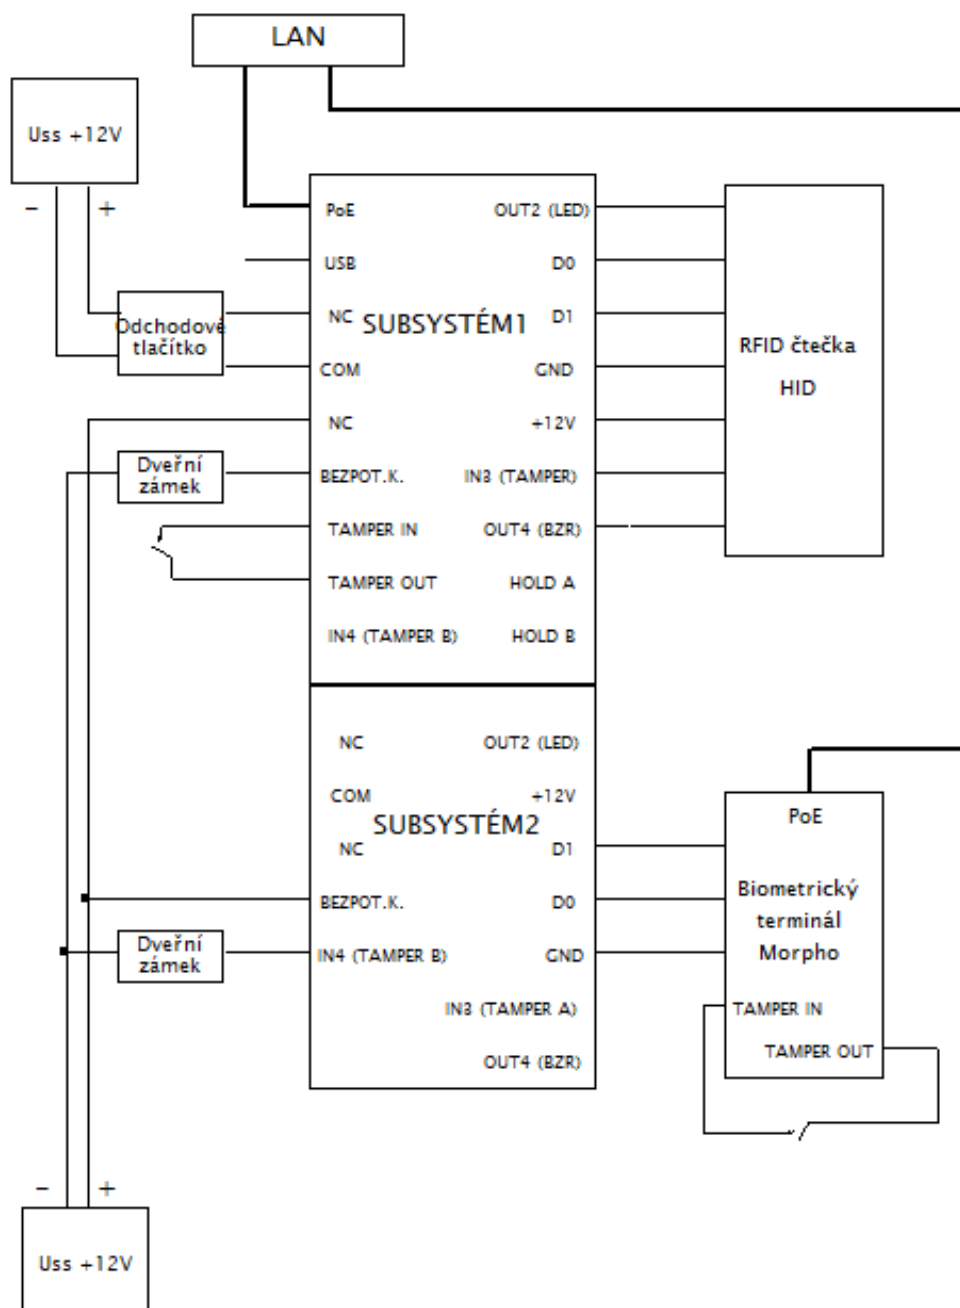 LAN
Uss +12V
- +
PoE
OUT2 (LED)
USB
D0
NC
SUBSYSTÉM1
D1
Odchodové
tlačítko
COM
GND
RFID čtečka
HID
NC
+12V
Dveřní
zámek
BEZPOT.K.
IN3 (TAMPER)
TAMPER IN
OUT4 (BZR)
TAMPER OUT
HOLD A
IN4 (TAMPER B)
HOLD B
NC
OUT2 (LED)
COM
+12V
SUBSYSTÉM2
NC
D1
BEZPOT.K.
D0
Dveřní
zámek
IN4 (TAMPER B)
GND
IN3 (TAMPER A)
OUT4 (BZR)
PoE
Biometrický
terminál
Morpho
TAMPER IN
TAMPER OUT
- +
Uss +12V